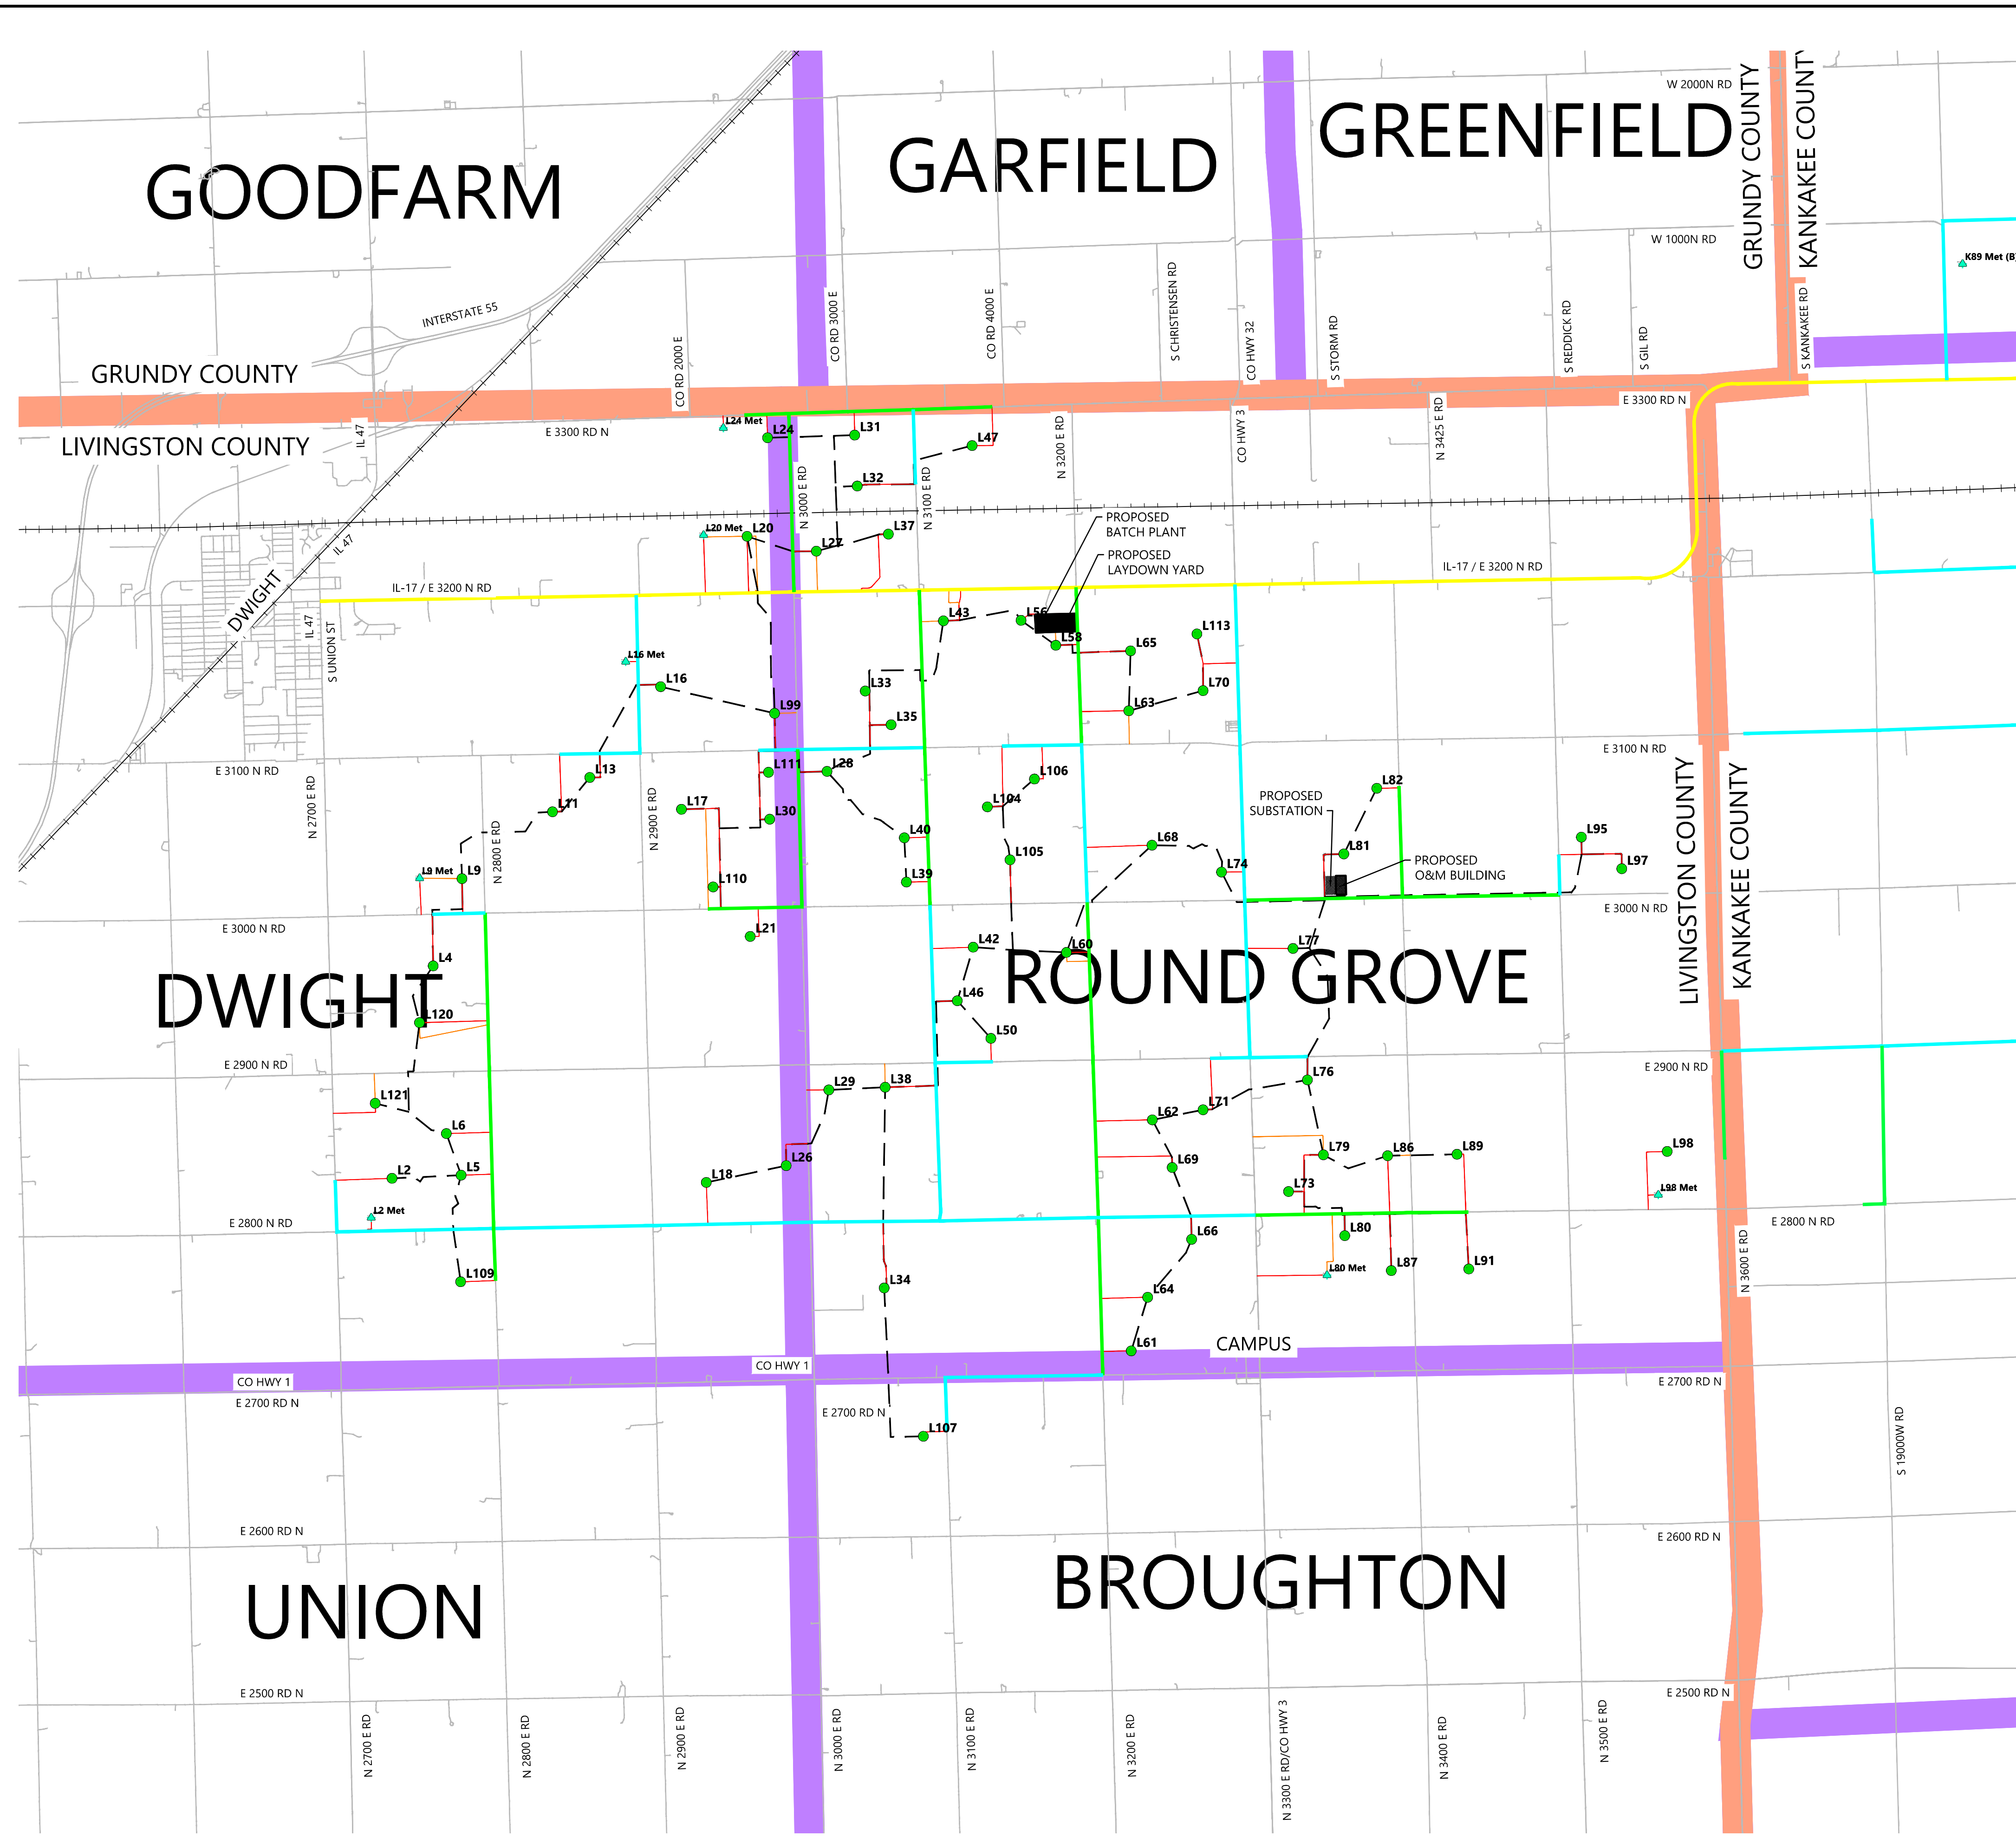 W 2000N RD
GRUNDY COUNTY
KANKAKEE COUNTY
GREENFIELD
GARFIELD
GOODFARM
W 1000N RD
K89 Met (B
INTERSTATE 55
CO RD 2000 E
CO RD 3000 E
CO RD 4000 E
S CHRISTENSEN RD
CO HWY 32
S STORM RD
S REDDICK RD
S GIL RD
S KANKAKEE RD
GRUNDY COUNTY
LIVINGSTON COUNTY
IL 47
E 3300 RD N
E 3300 RD N
L24 Met
L24
L31
L47
L32
N 3000 E RD
N 3100 E RD
N 3200 E RD
CO HWY 3
N 3425 E RD
L20 Met
L20
L27
L37
PROPOSED
BATCH PLANT
PROPOSED
LAYDOWN YARD
IL 47
DWIGHT
IL-17 / E 3200 N RD
IL-17 / E 3200 N RD
IL 47
S UNION ST
L43
L56
L58
L65
L113
L16 Met
L16
L33
L70
L99
L35
L63
E 3100 N RD
E 3100 N RD
N 2700 E RD
N 2800 E RD
N 2900 E RD
L13
L11
L17
L111
L28
L30
L106
L104
L82
PROPOSED
SUBSTATION
LIVINGSTON COUNTY
KANKAKEE COUNTY
L40
L105
L68
L81
L95
L9 Met
L9
L110
L39
L74
PROPOSED
O&M BUILDING
L97
E 3000 N RD
E 3000 N RD
L21
L42
L60
L77
L4
DWIGHT
ROUND GROVE
L46
L120
L50
E 2900 N RD
E 2900 N RD
L121
L29
L38
L76
L6
L62
L71
L2
L5
L18
L26
L69
L79
L86
L89
L98
L73
L98 Met
L2 Met
E 2800 N RD
E 2800 N RD
L66
L80
L109
L34
L80 Met
L87
L91
N 3600 E RD
L64
L61
CAMPUS
CO HWY 1
CO HWY 1
E 2700 RD N
E 2700 RD N
E 2700 RD N
L107
S 19000W RD
E 2600 RD N
E 2600 RD N
UNION
BROUGHTON
E 2500 RD N
E 2500 RD N
N 2700 E RD
N 2800 E RD
N 2900 E RD
N 3000 E RD
N 3100 E RD
N 3200 E RD
N 3300 E RD/CO HWY 3
N 3400 E RD
N 3500 E RD